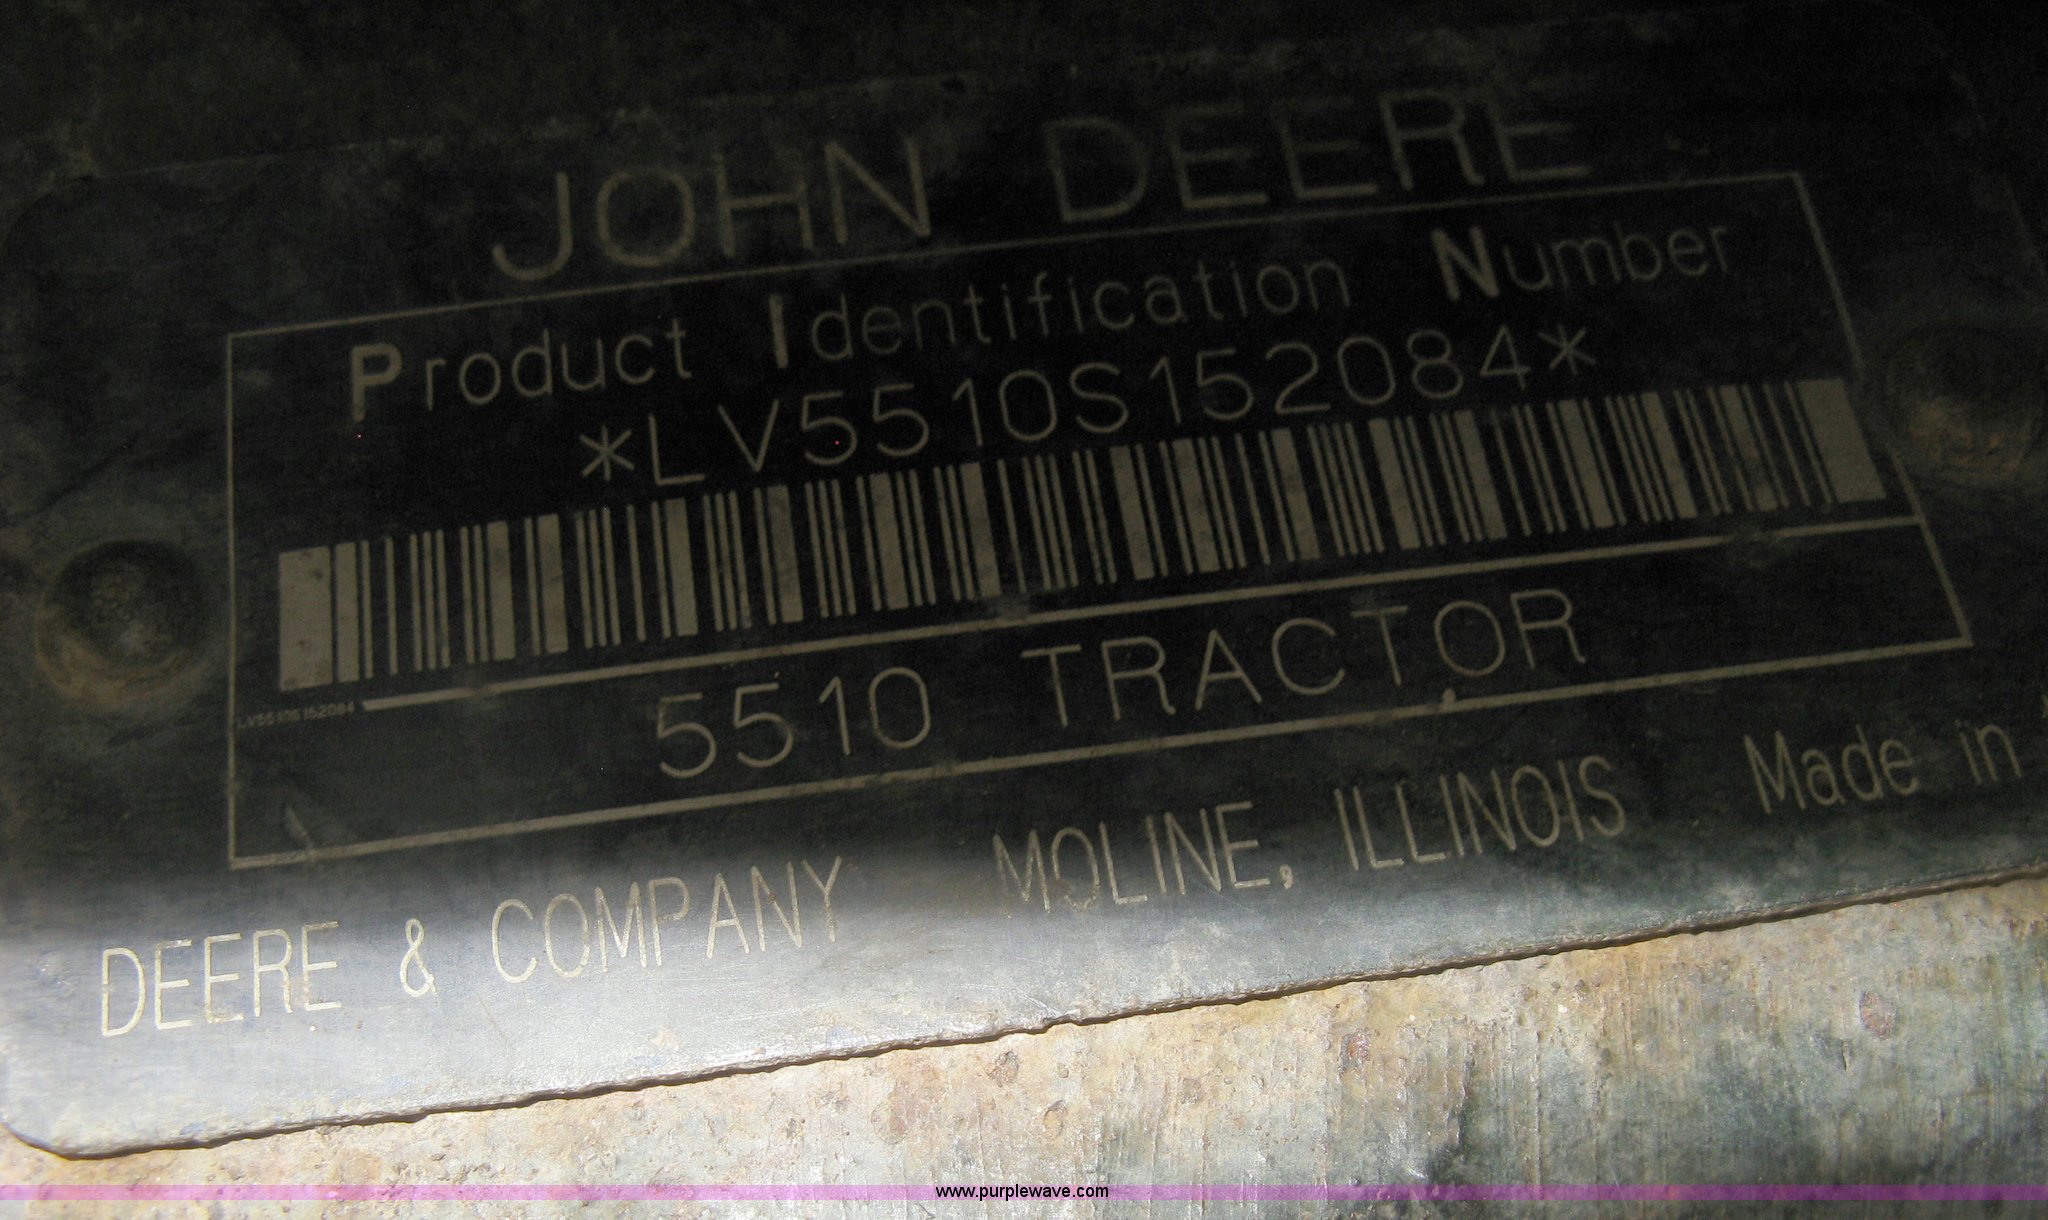 JOHN DEERE
Product Identification Number
*LV5510S152084*
LV5510S152084
5510 TRACTOR
DEERE & COMPANY MOLINE, ILLINOIS Made in
www.purplewave.com